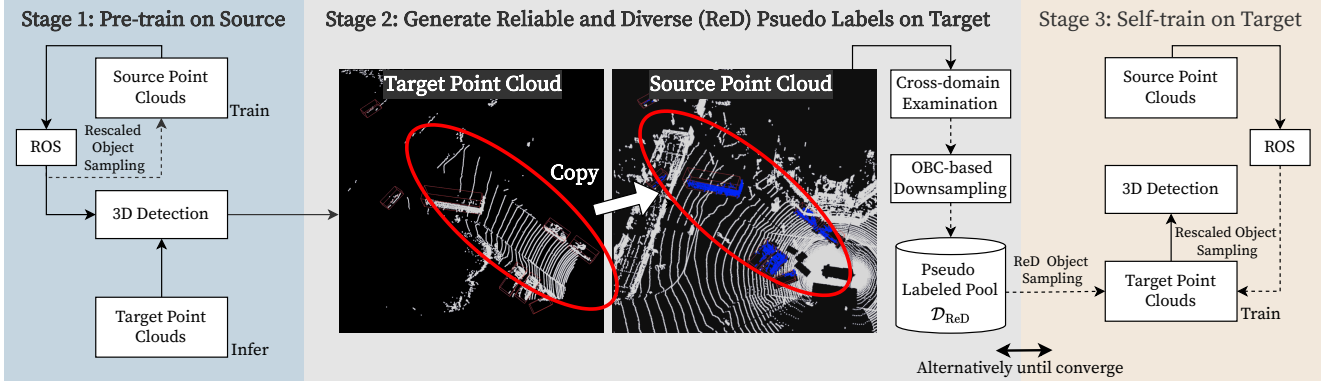 Stage 1: Pre-train on Source
Source Point
Clouds
Train
ROS
Rescaled
Object
Sampling
3D Detection
Target Point
Clouds
Infer
Stage 2: Generate Reliable and Diverse (ReD) Psuedo Labels on Target
Target Point Cloud
Copy
Source Point Cloud
Cross-domain
Examination
OBC-based
Downsampling
Pseudo
Labeled Pool
𝒟ReD
ReD Object
Sampling
Alternatively until converge
Stage 3: Self-train on Target
Source Point
Clouds
ROS
3D Detection
Rescaled Object
Sampling
Target Point
Clouds
Train